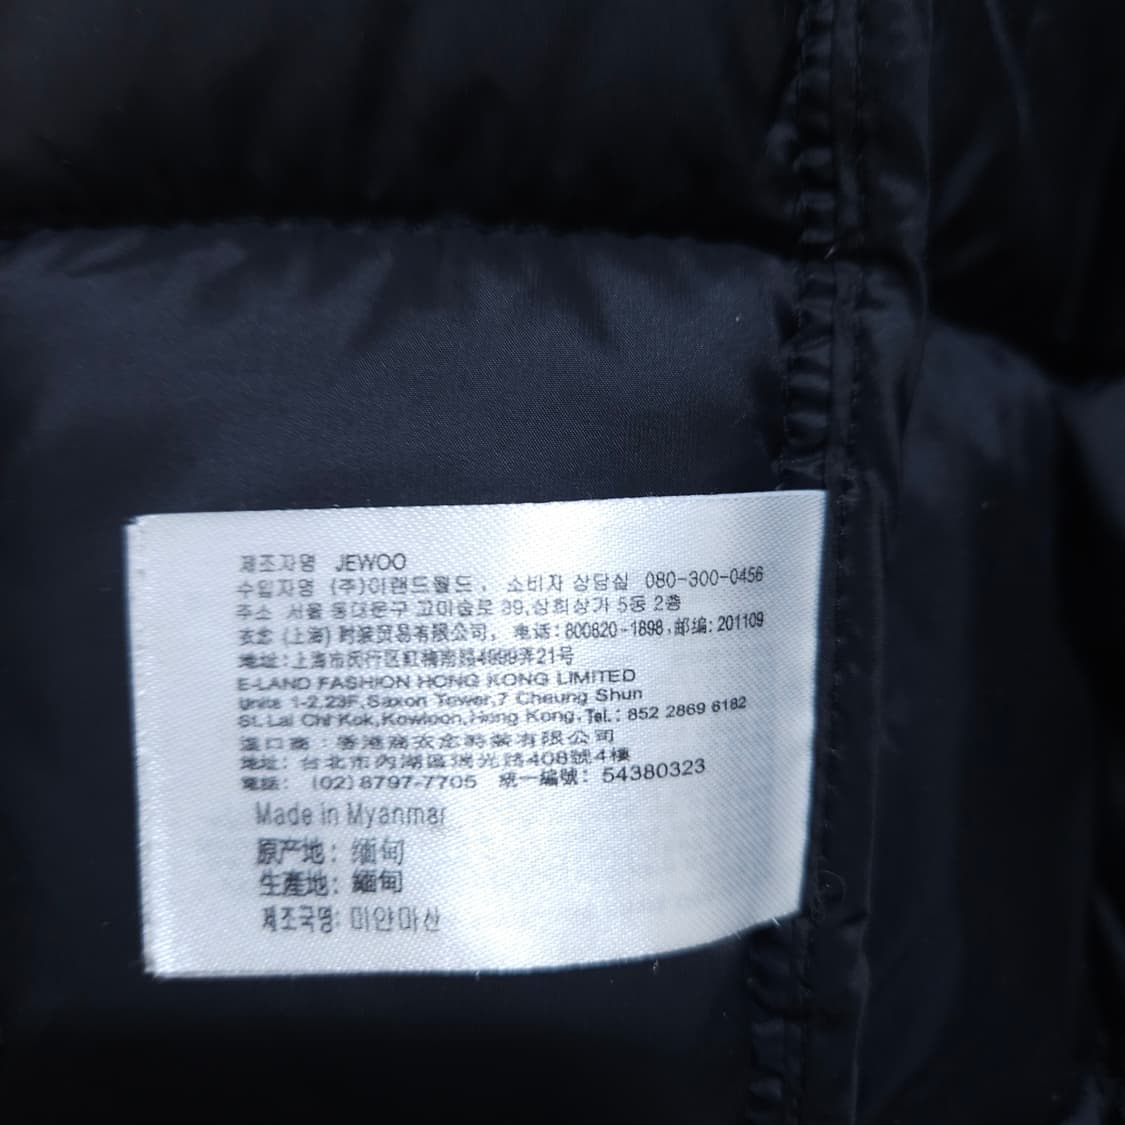 제조자명 JEWOO
수입자명 (주)이랜드월드, 소비자 상담실 080-300-0456
주소 서울 동대문구 고미술로 39,삼희상가 5동 2층
衣念 (上海) 时装贸易有限公司, 电话:800820-1898,邮编:201109
地址:上海市闵行区虹梅南路4999弄21号
E-LAND FASHION HONG KONG LIMITED
Units 1-2,23F,Saxon Tower,7 Cheung Shun
St.Lai Chi Kok,Kowloon,Hong Kong.Tel.: 852 2869 6182
進口商：香港商衣念時裝有限公司
地址：台北市內湖區瑞光路408號4樓
電話： (02)8797-7705 統一編號：54380323
Made in Myanmar
原产地：缅甸
生產地：緬甸
제조국명: 미얀마산